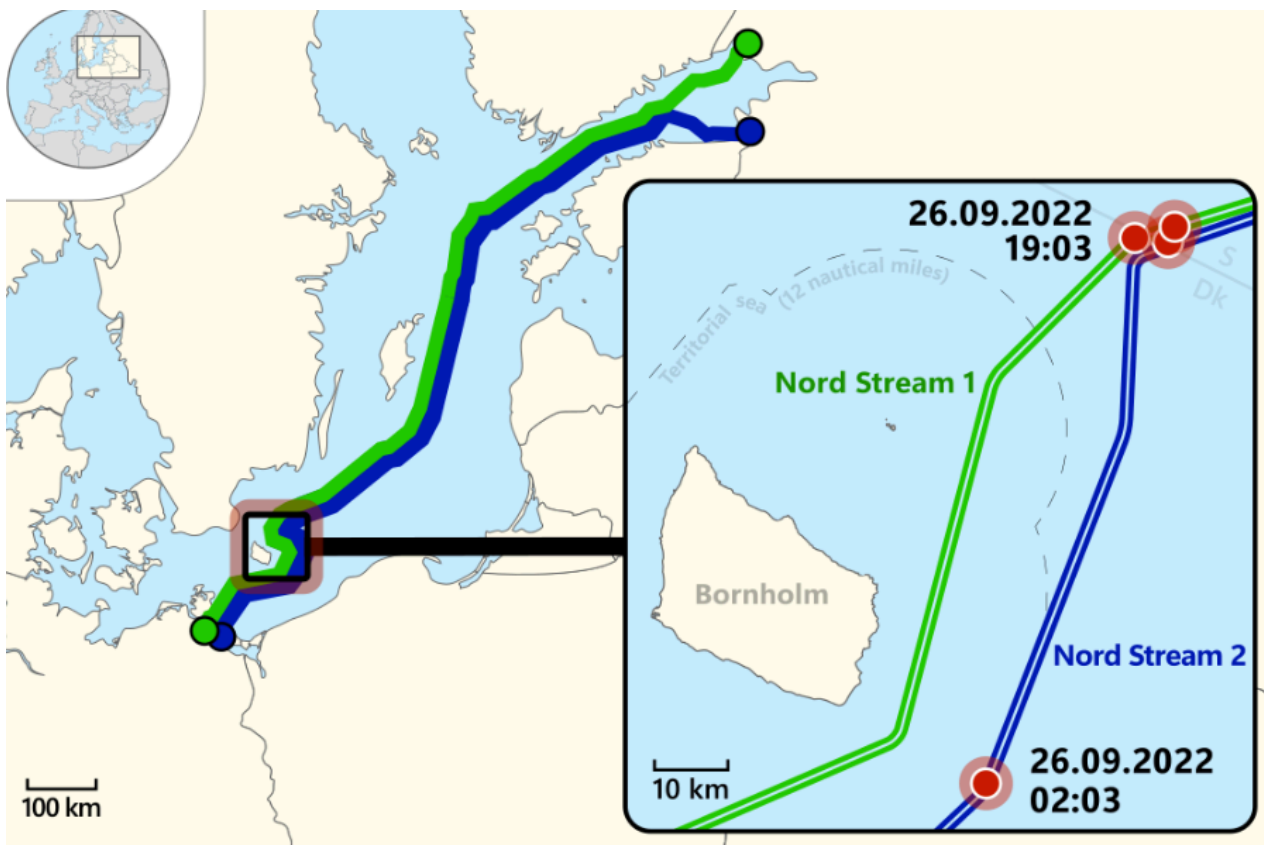 26.09.2022
19:03
S
Dk
Territorial sea (12 nautical miles)
Nord Stream 1
Bornholm
Nord Stream 2
26.09.2022
02:03
10 km
100 km